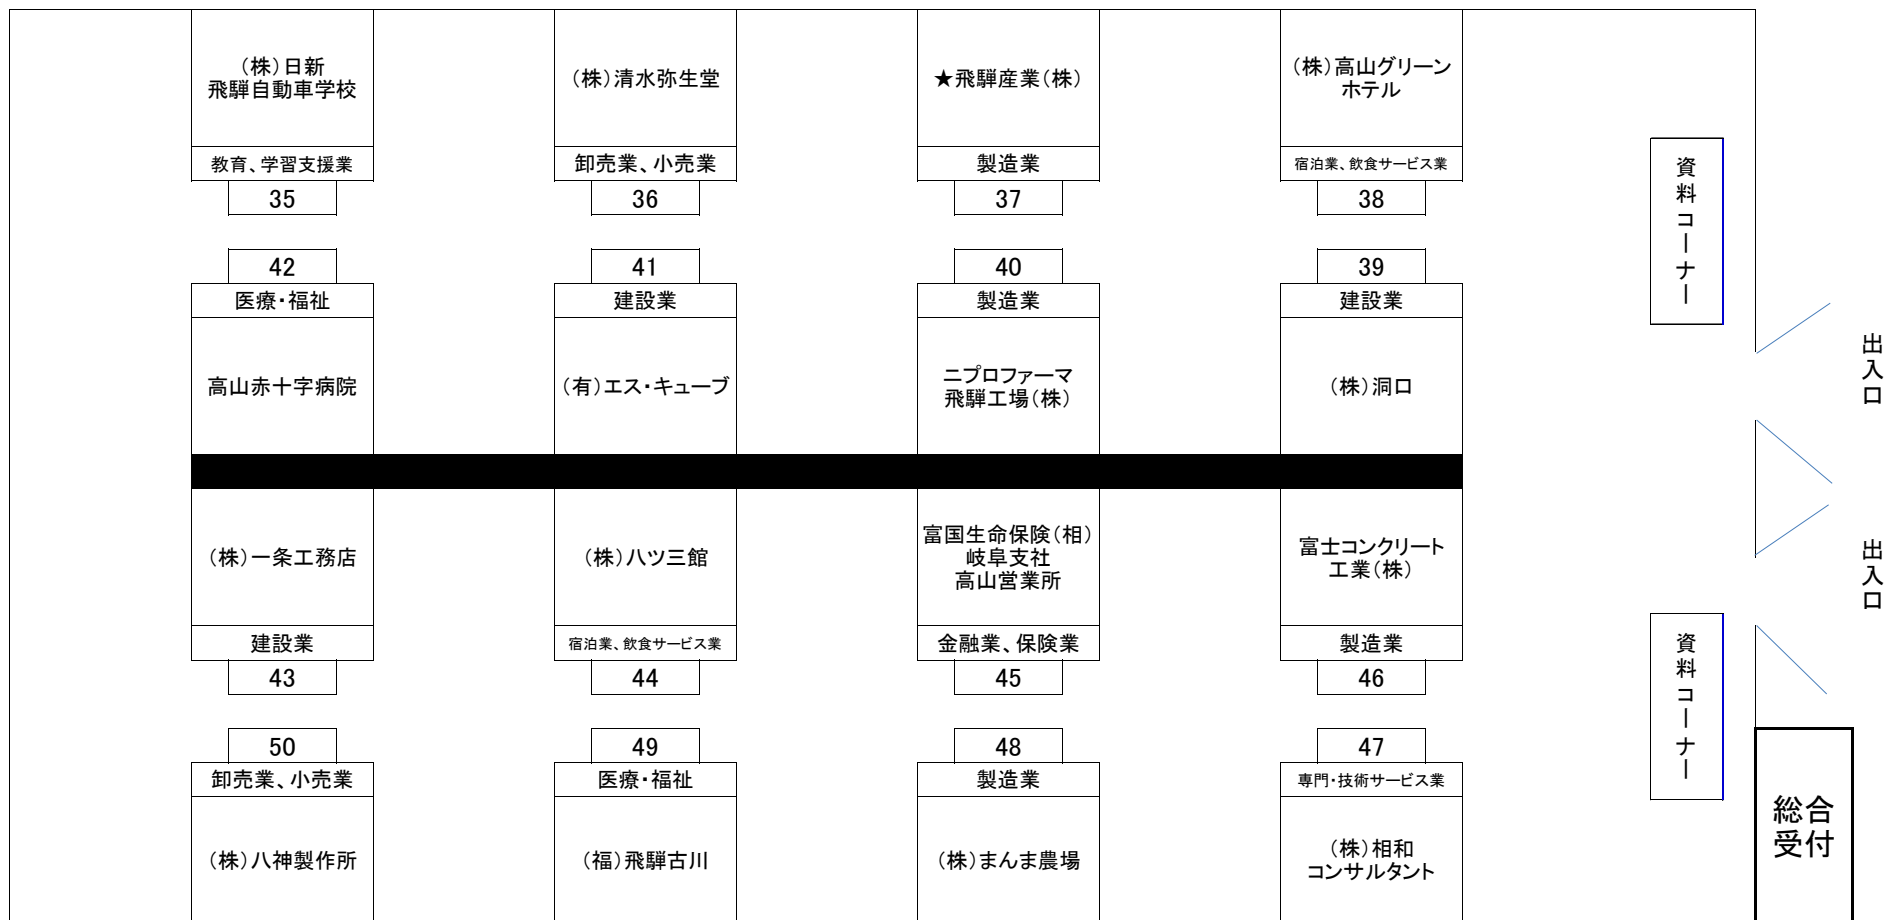 （株）日新
飛騨自動車学校
教育、学習支援業
35
（株）清水弥生堂
卸売業、小売業
36
★飛騨産業（株）
製造業
37
（株）高山グリーン
ホテル
宿泊業、飲食サービス業
38
42
医療・福祉
高山赤十字病院
41
建設業
（有）エス・キューブ
40
製造業
ニプロファーマ
飛騨工場（株）
39
建設業
（株）洞口
資料コーナー
出入口
（株）一条工務店
建設業
43
（株）八ツ三館
宿泊業、飲食サービス業
44
富国生命保険（相）
岐阜支社
高山営業所
金融業、保険業
45
富士コンクリート
工業（株）
製造業
46
50
卸売業、小売業
（株）八神製作所
49
医療・福祉
（福）飛騨古川
48
製造業
（株）まんま農場
47
専門・技術サービス業
（株）相和
コンサルタント
資料コーナー
出入口
総合
受付